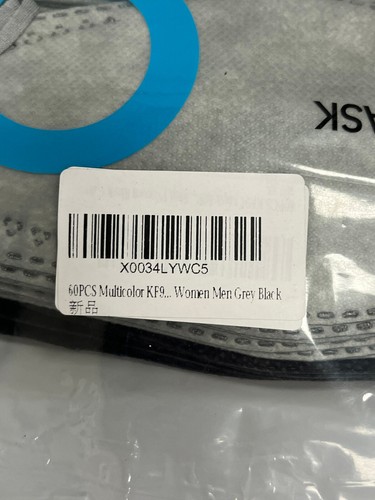 ASK
X0034LYWC5
60PCS Multicolor KF9... Women Men Grey Black
新品